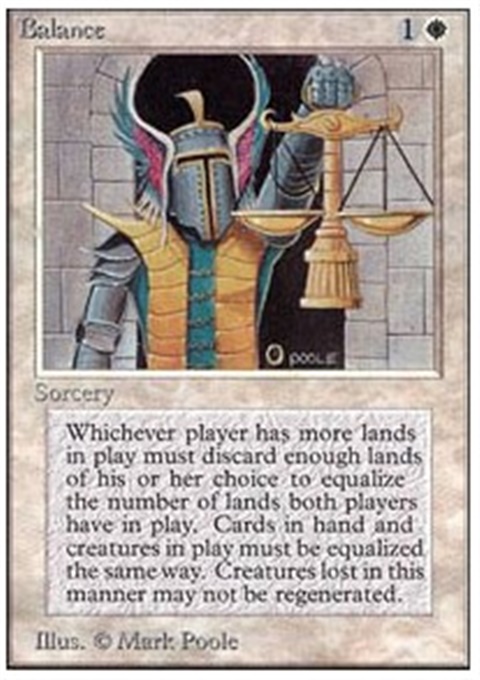 Balance 1
POOLE
Sorcery
Whichever player has more lands
in play must discard enough lands
of his or her choice to equalize
the number of lands both players
have in play. Cards in hand and
creatures in play must be equalized
the same way. Creatures lost in this
manner may not be regenerated.
Illus. © Mark Poole